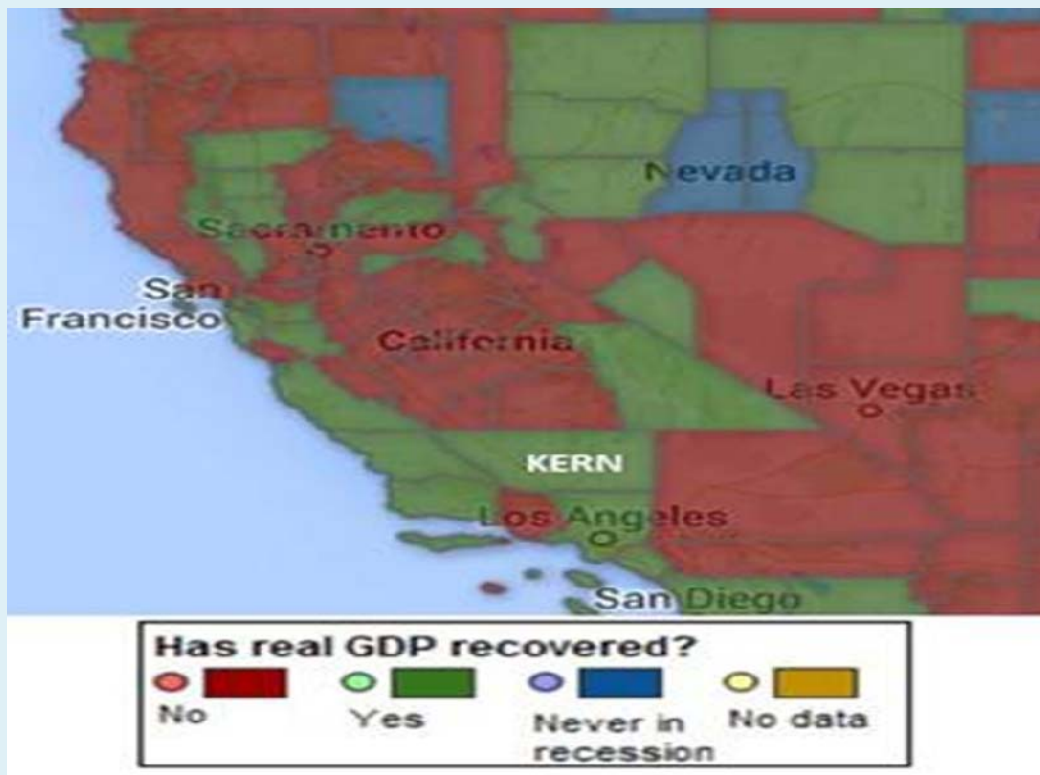 Nevada
Sacramento
San
Francisco
California
Las Vegas
KERN
Los Angeles
San Diego
Has real GDP recovered?
No
Yes
Never in
recession
No data